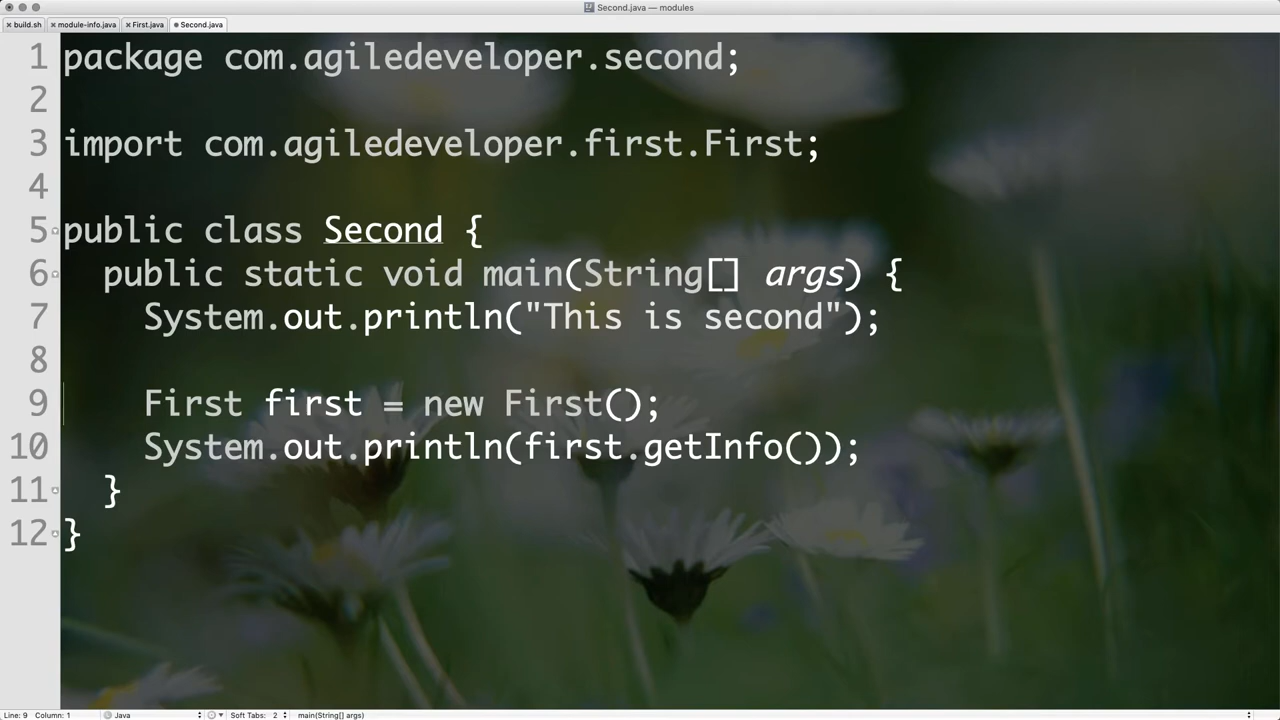 Second.java — modules
build.sh
module-info.java
First.java
Second.java
1 package com.agiledeveloper.second;
2
3 import com.agiledeveloper.first.First;
4
5 public class Second {
6 public static void main(String[] args) {
7 System.out.println("This is second");
8
9 First first = new First();
10 System.out.println(first.getInfo());
11 }
12 }
Line: 9 Column: 1 Java Soft Tabs: 2 main(String[] args)